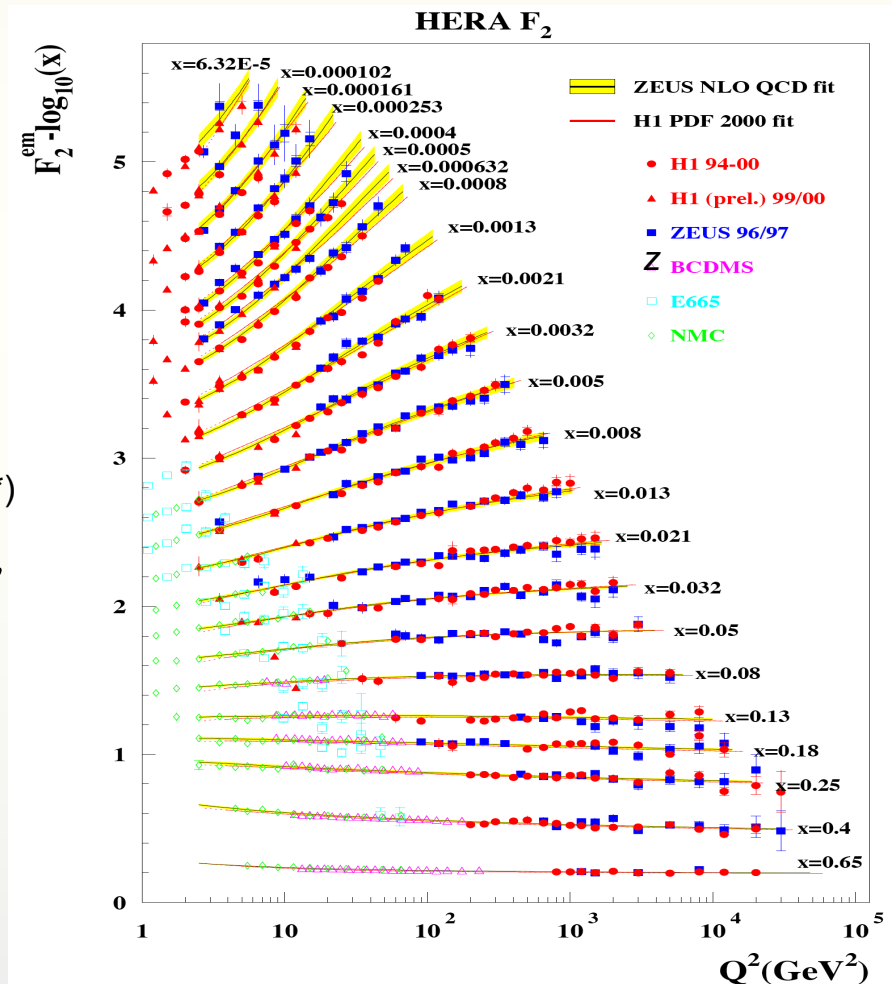 HERA F₂
F₂ᵉᵐ-log₁₀(x)
x=6.32E-5
x=0.000102
x=0.000161
x=0.000253
x=0.0004
x=0.0005
x=0.000632
x=0.0008
x=0.0013
x=0.0021
x=0.0032
x=0.005
x=0.008
x=0.013
x=0.021
x=0.032
x=0.05
x=0.08
x=0.13
x=0.18
x=0.25
x=0.4
x=0.65
ZEUS NLO QCD fit
H1 PDF 2000 fit
H1 94-00
H1 (prel.) 99/00
ZEUS 96/97
Z BCDMS
E665
NMC
5
4
3
2
1
0
1
10
10²
10³
10⁴
10⁵
Q²(GeV²)